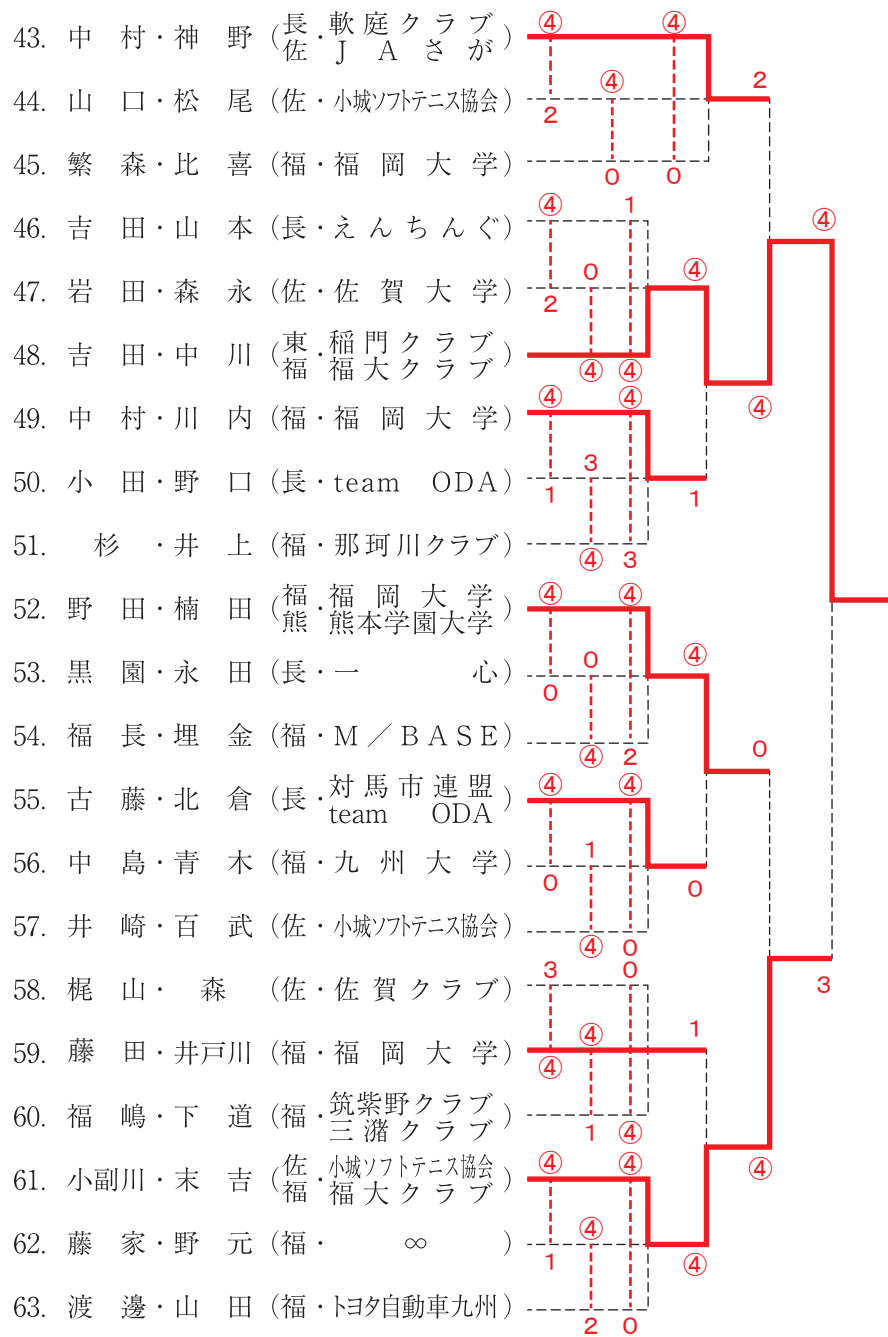 43. 中村・神野 (長・軟庭クラブ 佐・JAさが) ④ ④
2
44. 山口・松尾 (佐・小城ソフトテニス協会) 2 ④
45. 繁森・比喜 (福・福岡大学) 0 0
46. 吉田・山本 (長・えんちんぐ) ④ 1
④
47. 岩田・森永 (佐・佐賀大学) 2 0 ④
48. 吉田・中川 (東・稲門クラブ 福・福大クラブ) ④ ④
④
49. 中村・川内 (福・福岡大学) ④ ④
50. 小田・野口 (長・team ODA) 1 3 1
51. 杉・井上 (福・那珂川クラブ) ④ 3
52. 野田・楠田 (福・福岡大学 熊・熊本学園大学) ④ ④
53. 黒園・永田 (長・一心) 0 0 ④
54. 福長・埋金 (福・M/BASE) ④ 2
0
55. 古藤・北倉 (長・対馬市連盟 team ODA) ④ ④
56. 中島・青木 (福・九州大学) 0 1 0
57. 井崎・百武 (佐・小城ソフトテニス協会) ④ 0
58. 梶山・森 (佐・佐賀クラブ) 3 0
3
59. 藤田・井戸川 (福・福岡大学) ④ ④ 1
60. 福嶋・下道 (福・筑紫野クラブ 三潴クラブ) 1 ④
61. 小副川・末吉 (佐・小城ソフトテニス協会 福・福大クラブ) ④ ④
④
62. 藤家・野元 (福・∞) 1 ④ ④
63. 渡邊・山田 (福・トヨタ自動車九州) 2 0